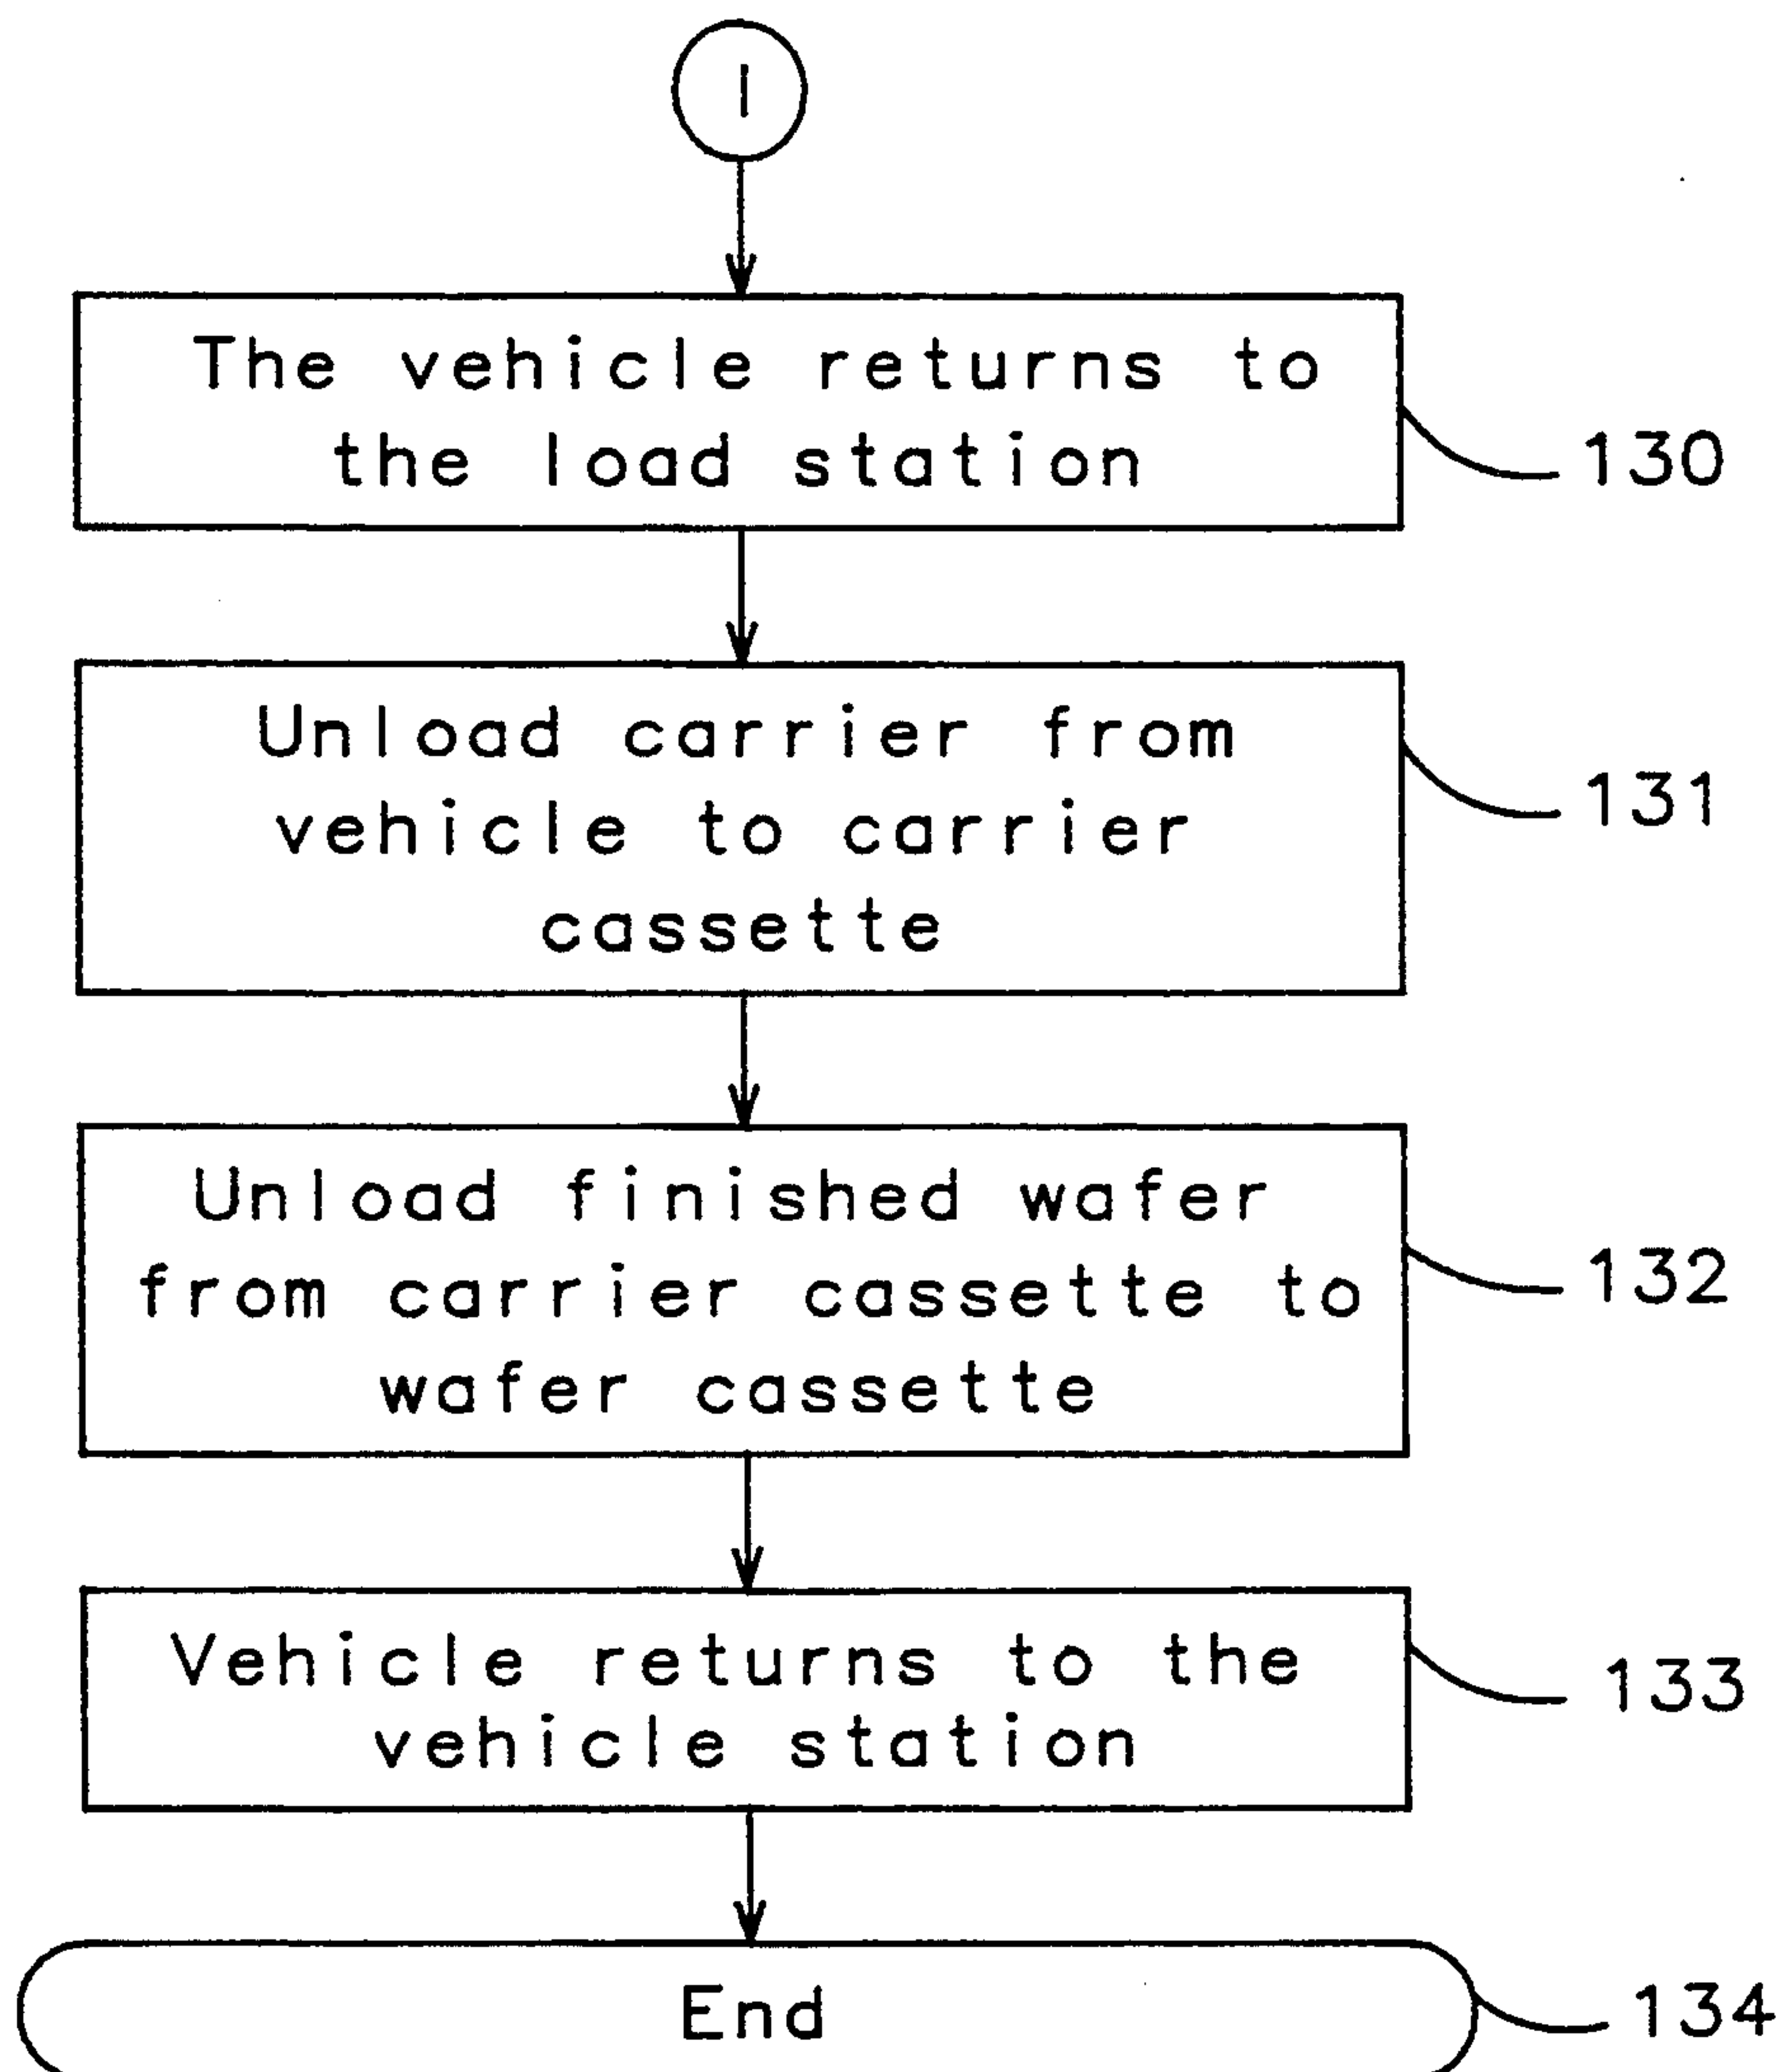 I
The vehicle returns to
the load station
130
Unload carrier from
vehicle to carrier
cassette
131
Unload finished wafer
from carrier cassette to
wafer cassette
132
Vehicle returns to the
vehicle station
133
End
134